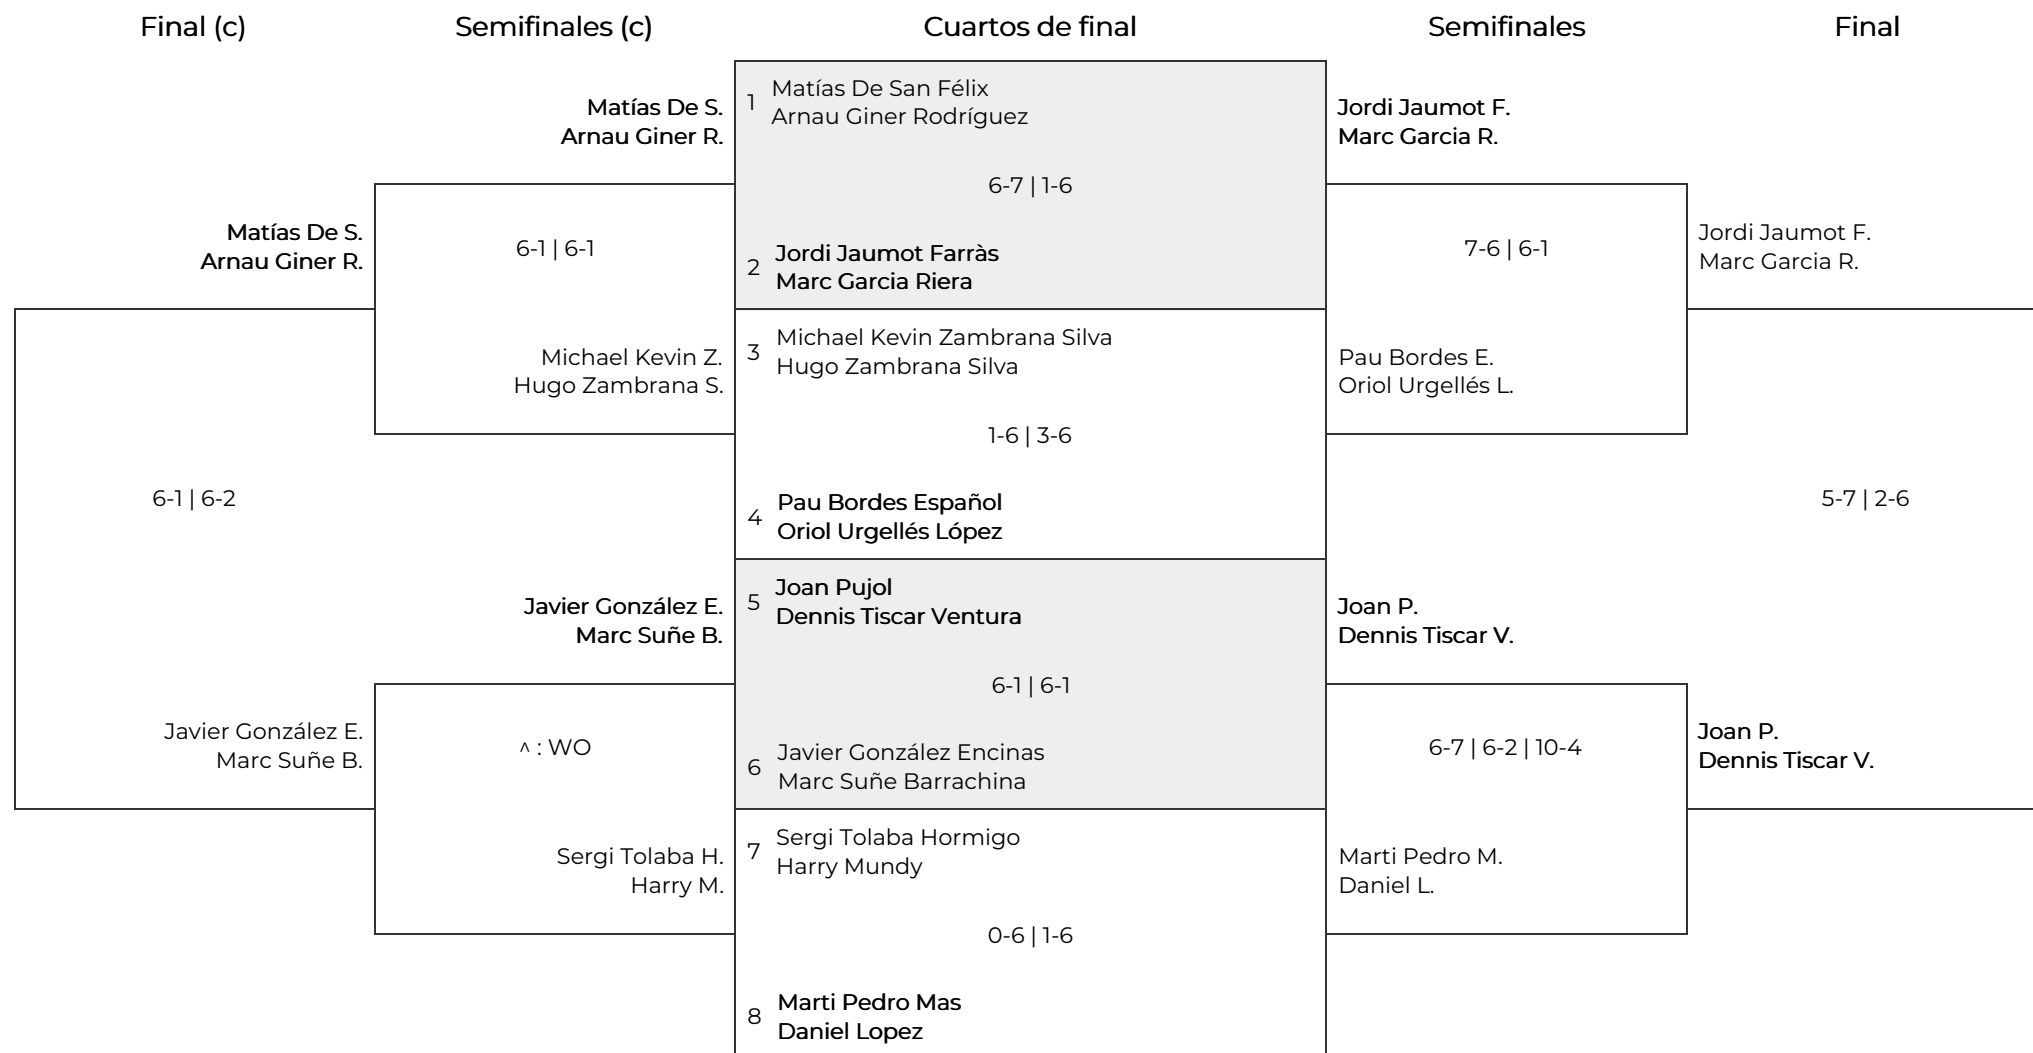 Final (c)
Semifinales (c)
Cuartos de final
Semifinales
Final
Matías De S.
Arnau Giner R.
1
Matías De San Félix
Arnau Giner Rodríguez
Jordi Jaumot F.
Marc Garcia R.
6-7 | 1-6
Matías De S.
Arnau Giner R.
6-1 | 6-1
2
Jordi Jaumot Farràs
Marc Garcia Riera
7-6 | 6-1
Jordi Jaumot F.
Marc Garcia R.
Michael Kevin Z.
Hugo Zambrana S.
3
Michael Kevin Zambrana Silva
Hugo Zambrana Silva
Pau Bordes E.
Oriol Urgellés L.
1-6 | 3-6
6-1 | 6-2
4
Pau Bordes Español
Oriol Urgellés López
5-7 | 2-6
Javier González E.
Marc Suñe B.
5
Joan Pujol
Dennis Tiscar Ventura
Joan P.
Dennis Tiscar V.
6-1 | 6-1
Javier González E.
Marc Suñe B.
^ : WO
6
Javier González Encinas
Marc Suñe Barrachina
6-7 | 6-2 | 10-4
Joan P.
Dennis Tiscar V.
Sergi Tolaba H.
Harry M.
7
Sergi Tolaba Hormigo
Harry Mundy
Marti Pedro M.
Daniel L.
0-6 | 1-6
8
Marti Pedro Mas
Daniel Lopez